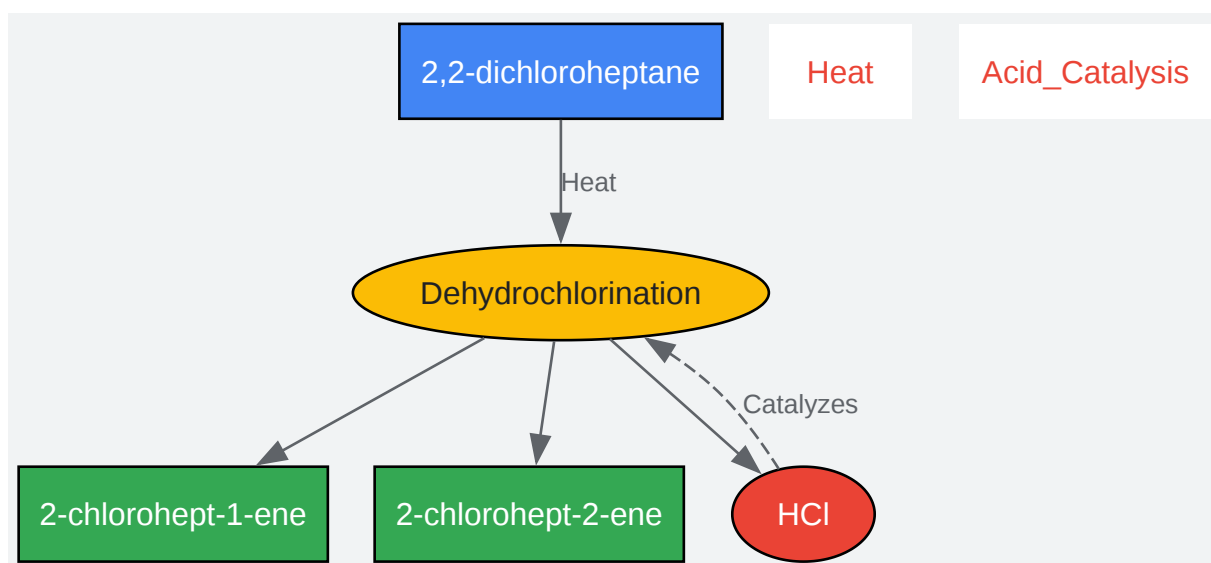 2,2-dichloroheptane
Heat
Acid_Catalysis
Heat
Dehydrochlorination
Catalyzes
2-chlorohept-1-ene
2-chlorohept-2-ene
HCl